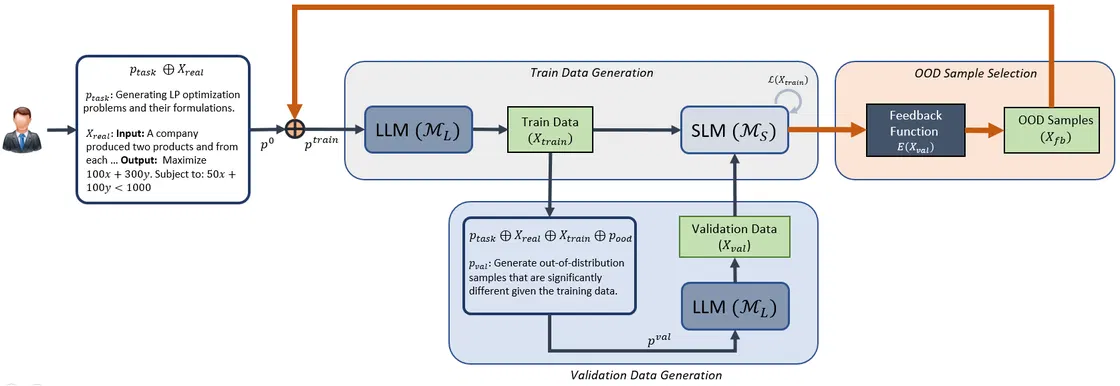 p_task ⊕ X_real
p_task: Generating LP optimization
problems and their formulations.
X_real: Input: A company
produced two products and from
each ... Output: Maximize
100x + 300y. Subject to: 50x +
100y < 1000
p^0
⊕
p^train
Train Data Generation
LLM (ℳ_L)
Train Data
(X_train)
ℒ(X_train)
SLM (ℳ_S)
OOD Sample Selection
Feedback
Function
E(X_val)
OOD Samples
(X_fb)
p_task ⊕ X_real ⊕ X_train ⊕ p_ood
p_val: Generate out-of-distribution
samples that are significantly
different given the training data.
Validation Data
(X_val)
LLM (ℳ_L)
p^val
Validation Data Generation